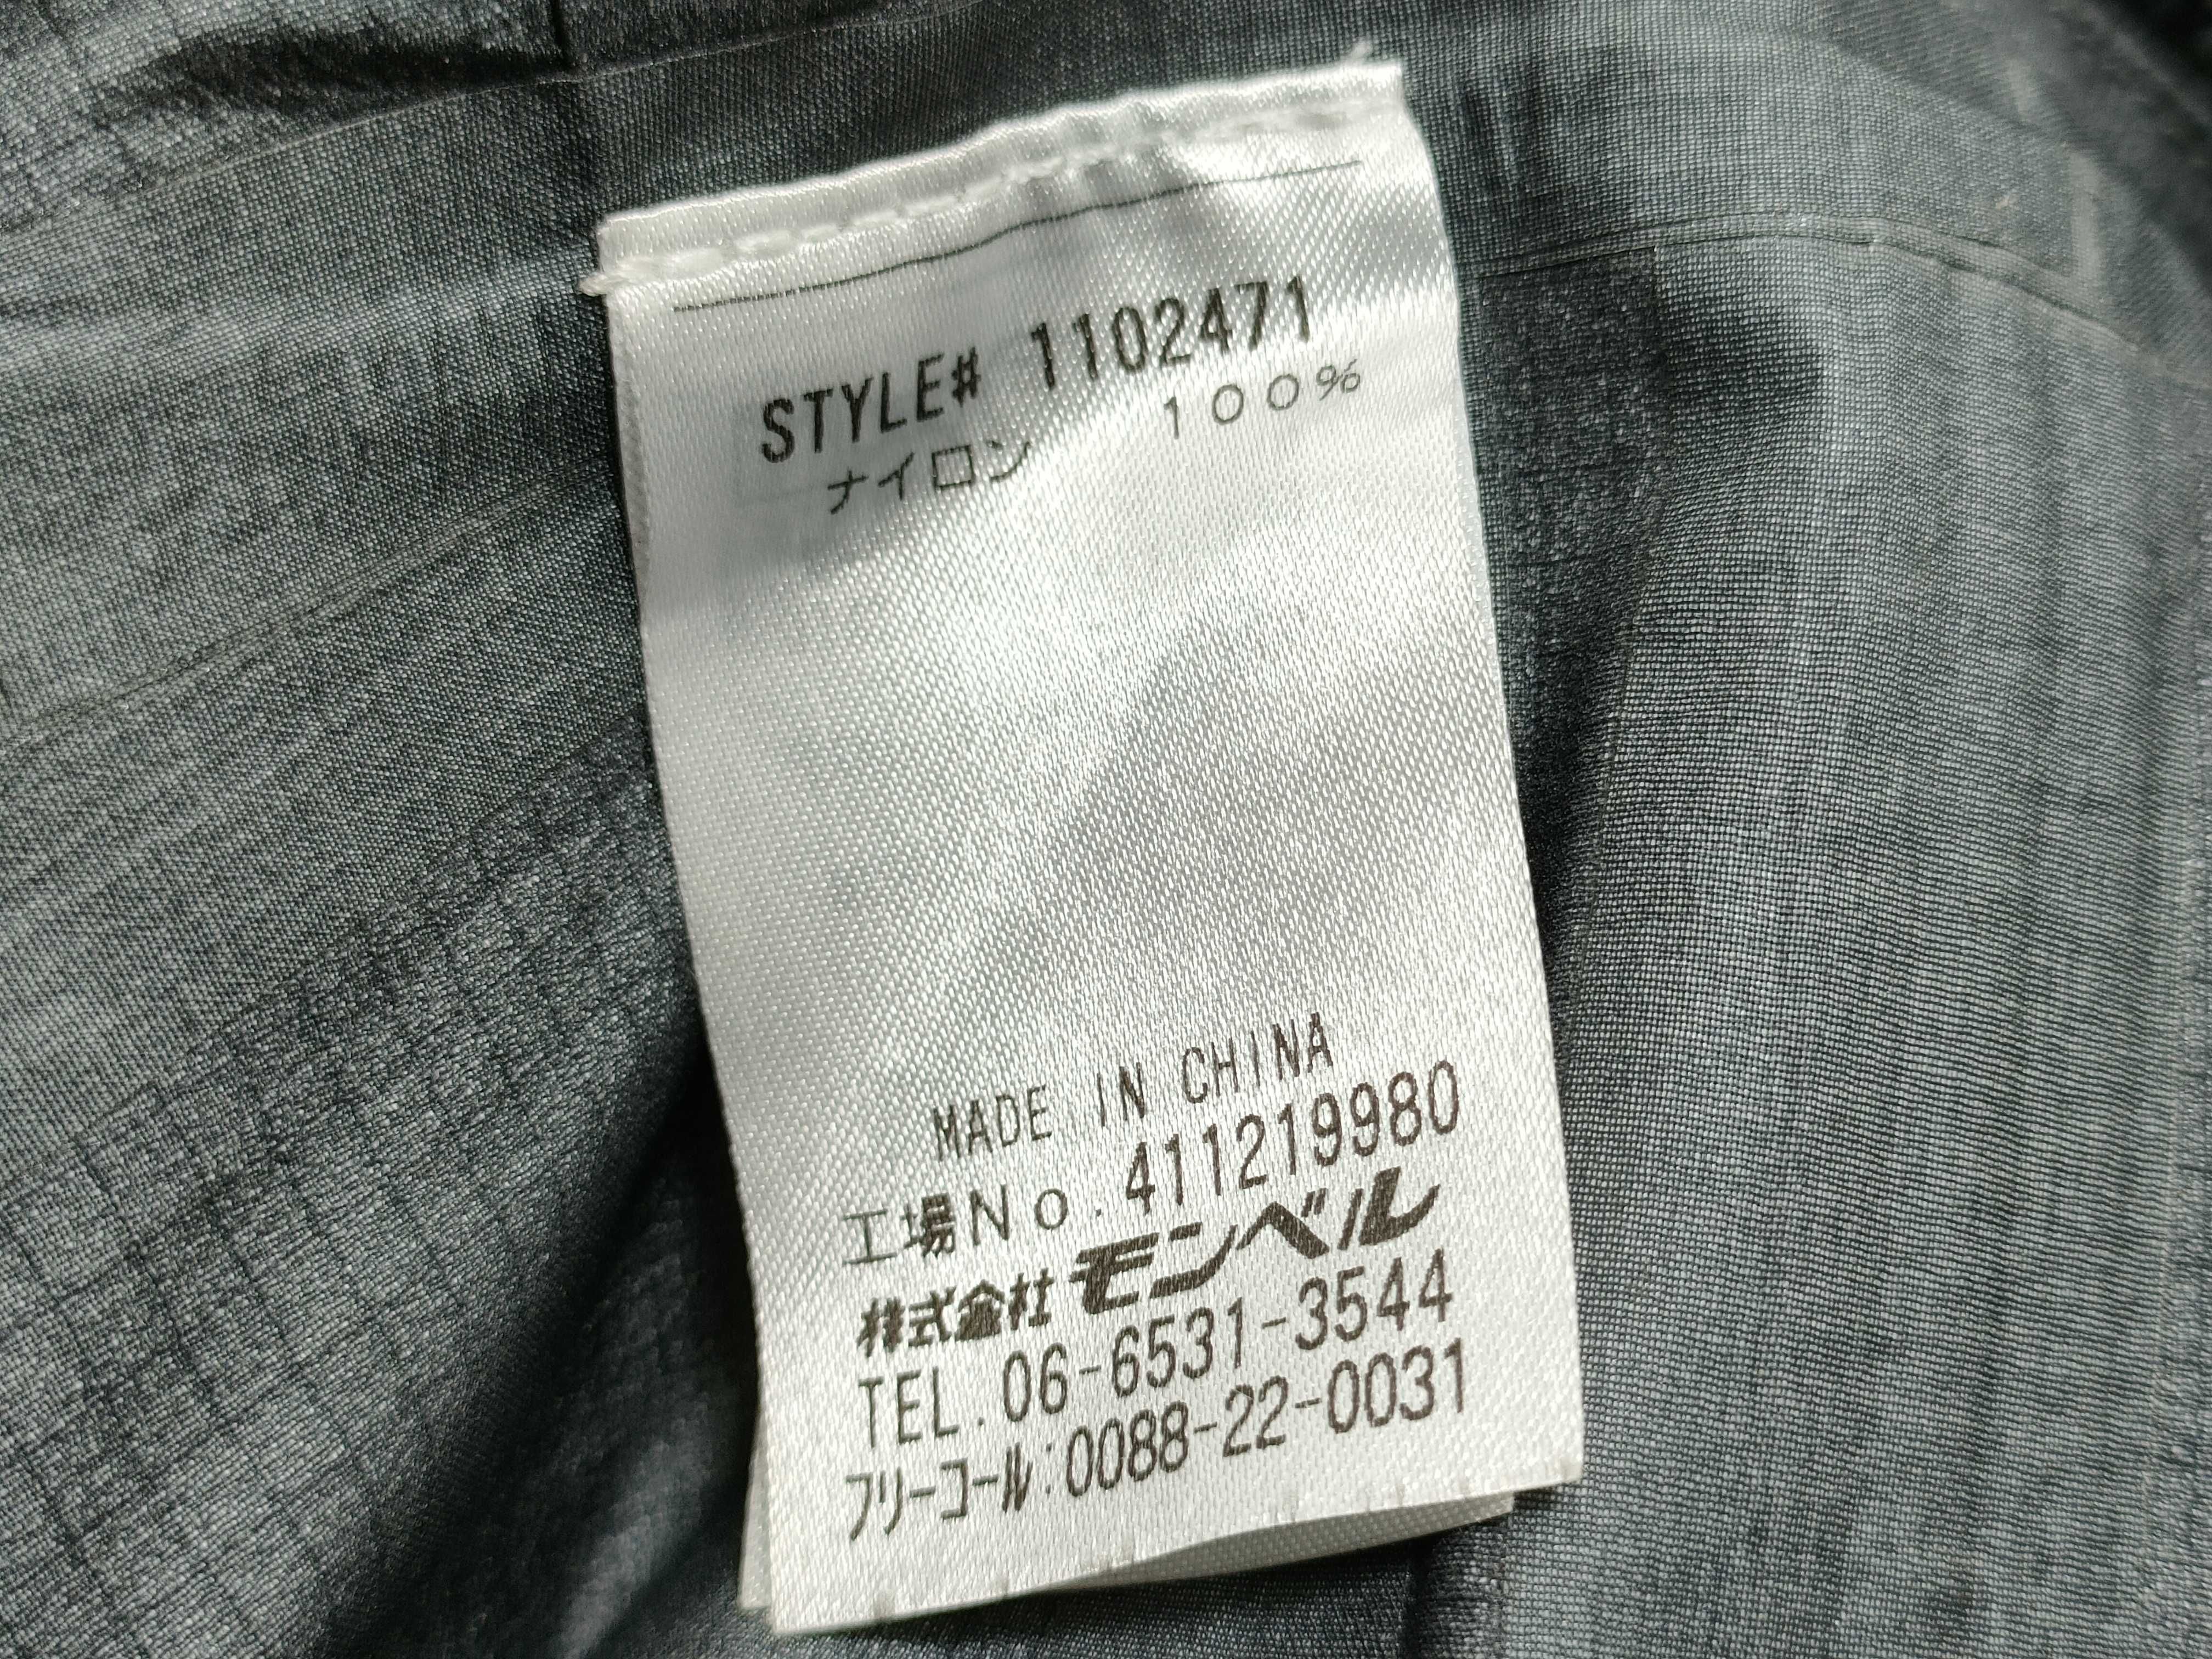 STYLE# 1102471
ナイロン 100%
MADE IN CHINA
工場No.411219980
株式會社モンベル
TEL.06-6531-3544
フリーコール:0088-22-0031